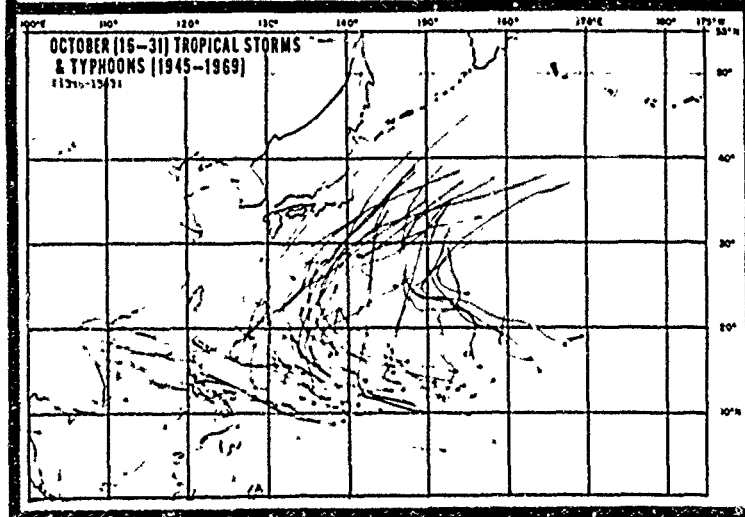 100°E 110° 120° 130° 140° 150° 160° 170°E 180° 175°W
OCTOBER (16-31) TROPICAL STORMS
& TYPHOONS (1945-1969)
50°
40°
30°
20°
10°N